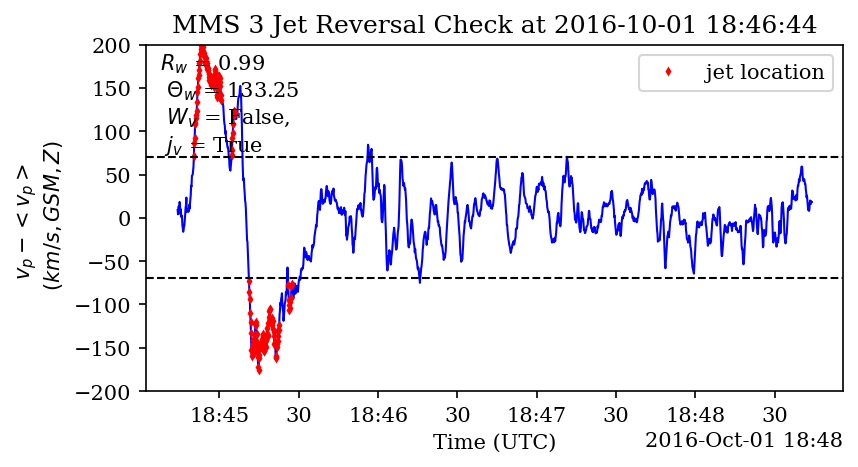 MMS 3 Jet Reversal Check at 2016-10-01 18:46:44
R_w = 0.99
Θ_w = 133.25
W_v = False,
j_v = True
jet location
v_p − < v_p >
(km/s, GSM, Z)
200
150
100
50
0
−50
−100
−150
−200
18:45 30 18:46 30 18:47 30 18:48 30
Time (UTC)
2016-Oct-01 18:48